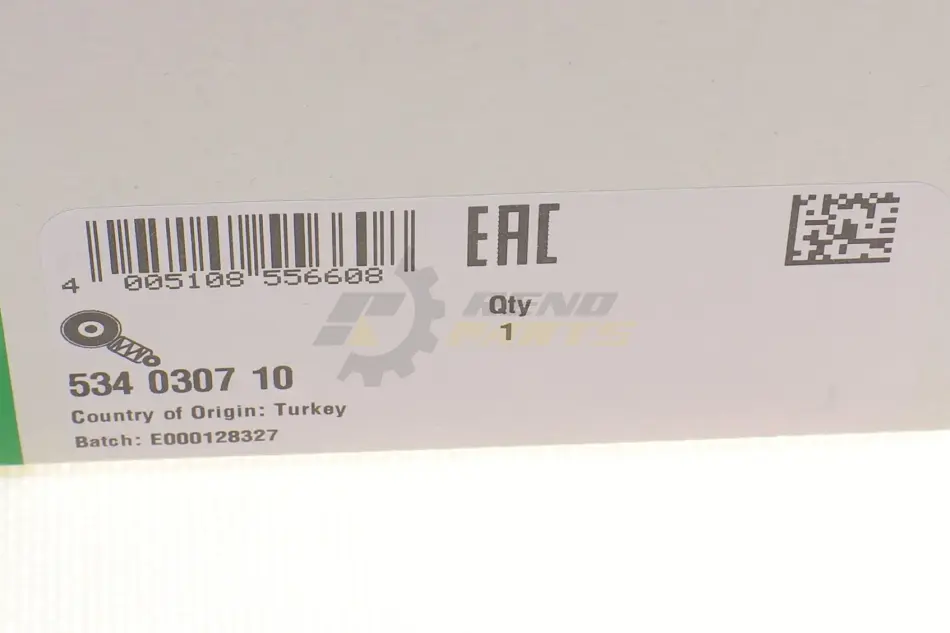 4 005108 556608
EAC
Qty
1
RENO
PARTS
534 0307 10
Country of Origin: Turkey
Batch: E000128327